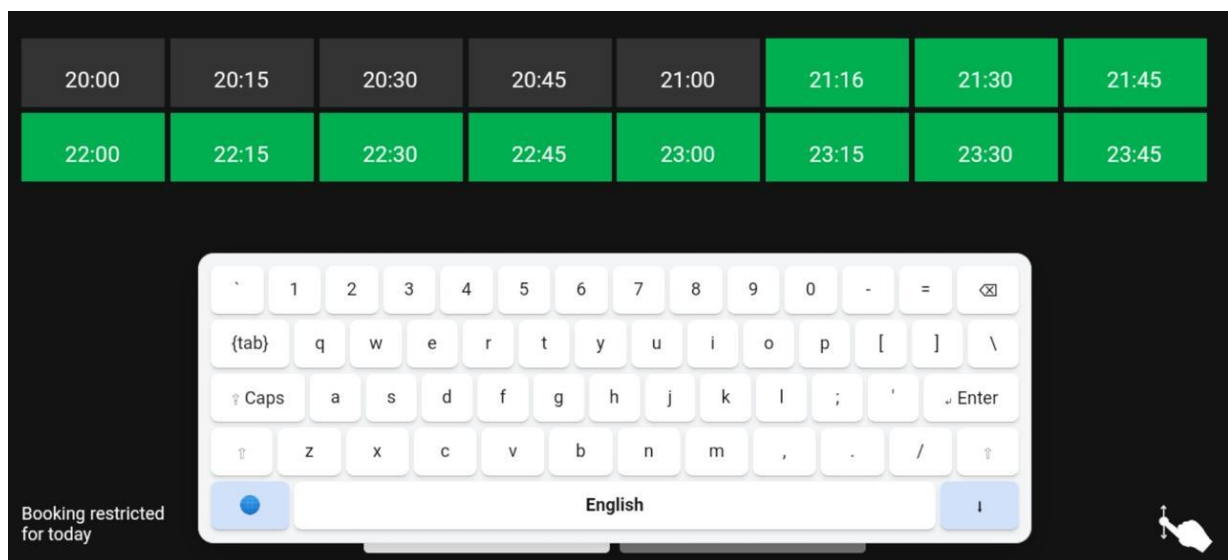 20:00 20:15 20:30 20:45 21:00 21:16 21:30 21:45
22:00 22:15 22:30 22:45 23:00 23:15 23:30 23:45
` 1 2 3 4 5 6 7 8 9 0 - = ⌫
{tab} q w e r t y u i o p [ ] \
⇪ Caps a s d f g h j k l ; ' ↵ Enter
⇧ z x c v b n m , . / ⇧
English ⬇
Booking restricted
for today